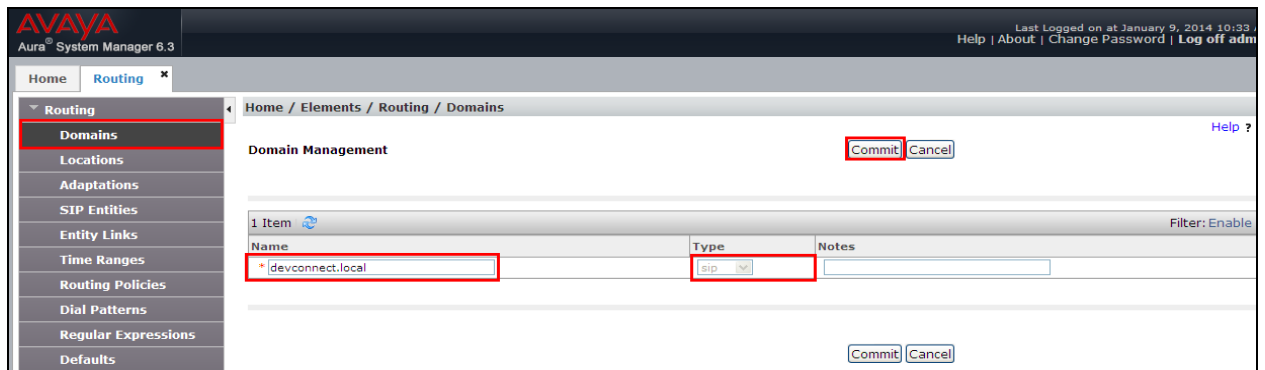 AVAYA
Last Logged on at January 9, 2014 10:33
Aura® System Manager 6.3
Help | About | Change Password | Log off adm
Home Routing ×
Routing
Home / Elements / Routing / Domains
Help ?
Domains
Domain Management
Commit Cancel
Locations
Adaptations
SIP Entities
1 Item
Filter: Enable
Entity Links
Name Type Notes
Time Ranges
* devconnect.local sip
Routing Policies
Dial Patterns
Regular Expressions
Defaults
Commit Cancel